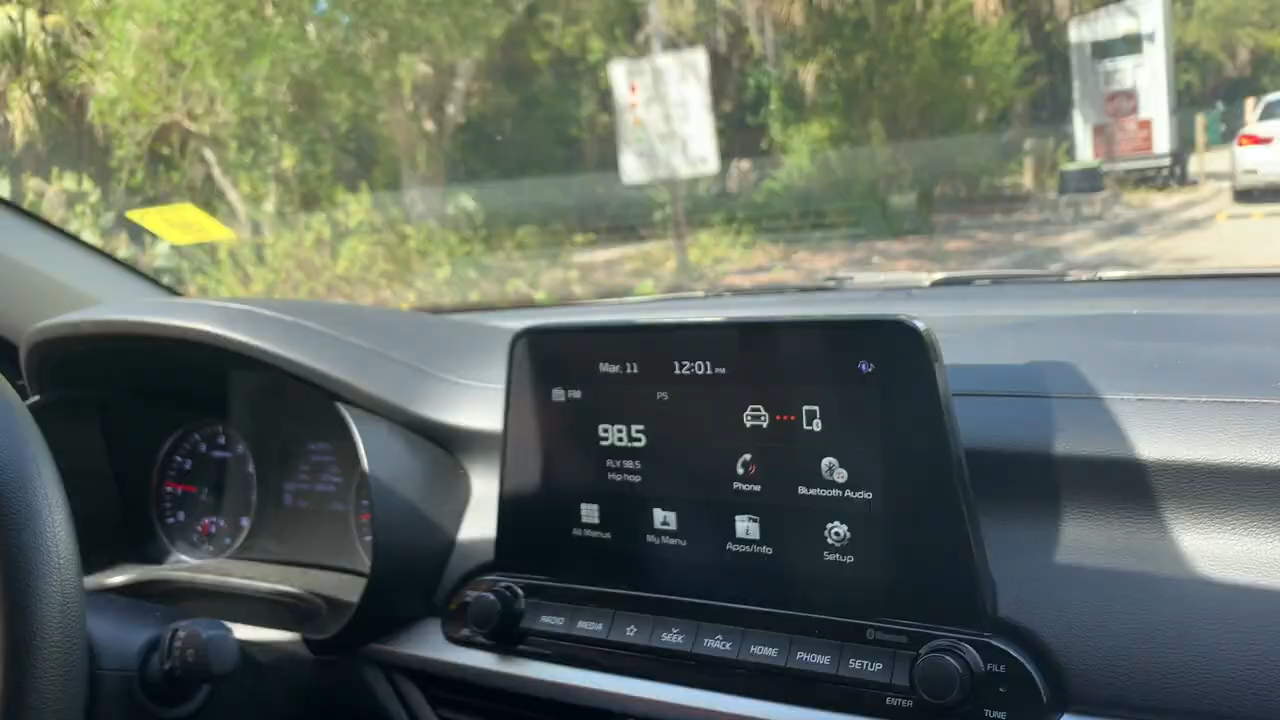 Mar. 11 12:01 PM
FM PS
98.5
FLY 98.5
Hip hop
Phone
Bluetooth Audio
All Menus
My Menu
Apps/Info
Setup
RADIO
MEDIA
SEEK
TRACK
HOME
PHONE
SETUP
Bluetooth
FILE
ENTER
TUNE